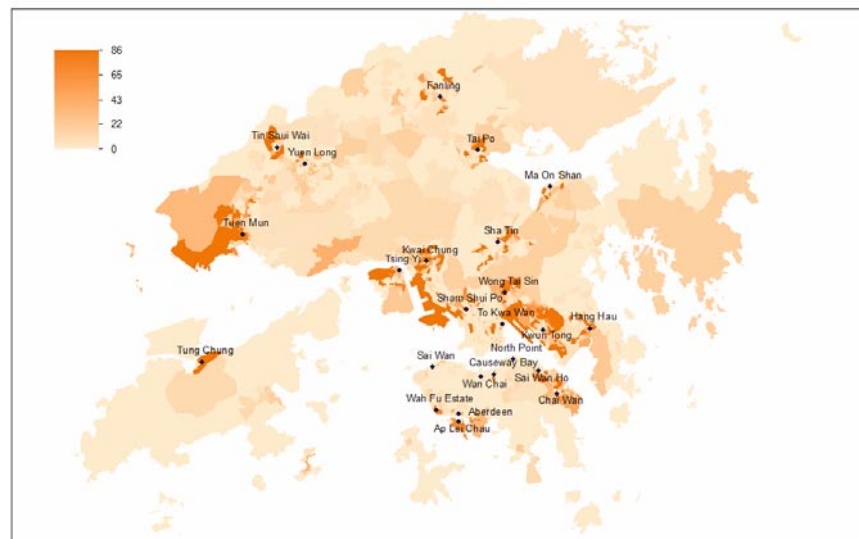 86
65
43
22
0
Fanling
Tin Shui Wai
Yuen Long
Tai Po
Ma On Shan
Tuen Mun
Sha Tin
Kwai Chung
Tsing Yi
Wong Tai Sin
Sham Shui Po
To Kwa Wan
Hang Hau
Kwun Tong
North Point
Tung Chung
Sai Wan
Causeway Bay
Wan Chai
Sai Wan Ho
Chai Wan
Wah Fu Estate
Aberdeen
Ap Lei Chau